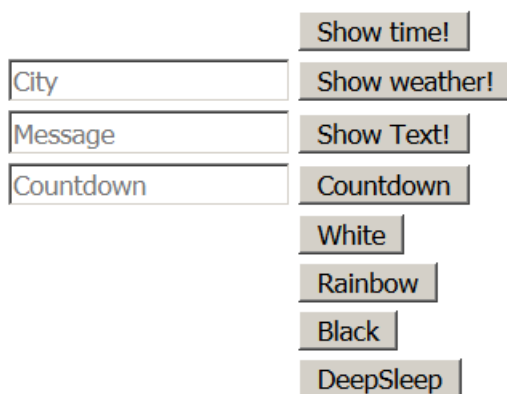 Show time!
City Show weather!
Message Show Text!
Countdown Countdown
White
Rainbow
Black
DeepSleep